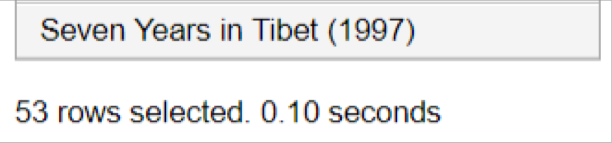 Seven Years in Tibet (1997)
53 rows selected. 0.10 seconds